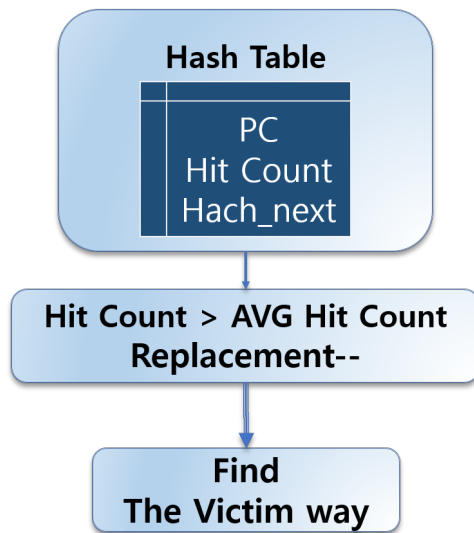 Hash Table
PC
Hit Count
Hach_next
Hit Count > AVG Hit Count
Replacement--
Find
The Victim way